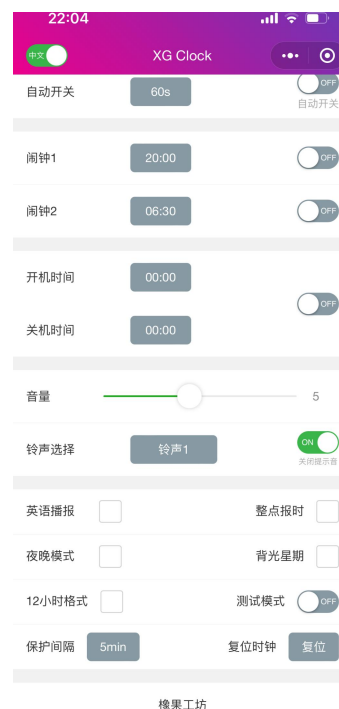 22:04
中文 XG Clock
自动开关 60s OFF
自动开关
闹钟1 20:00 OFF
闹钟2 06:30 OFF
开机时间 00:00
OFF
关机时间 00:00
音量 5
铃声选择 铃声1 ON
关闭提示音
英语播报 整点报时
夜晚模式 背光星期
12小时格式 测试模式 OFF
保护间隔 5min 复位时钟 复位
橡果工坊